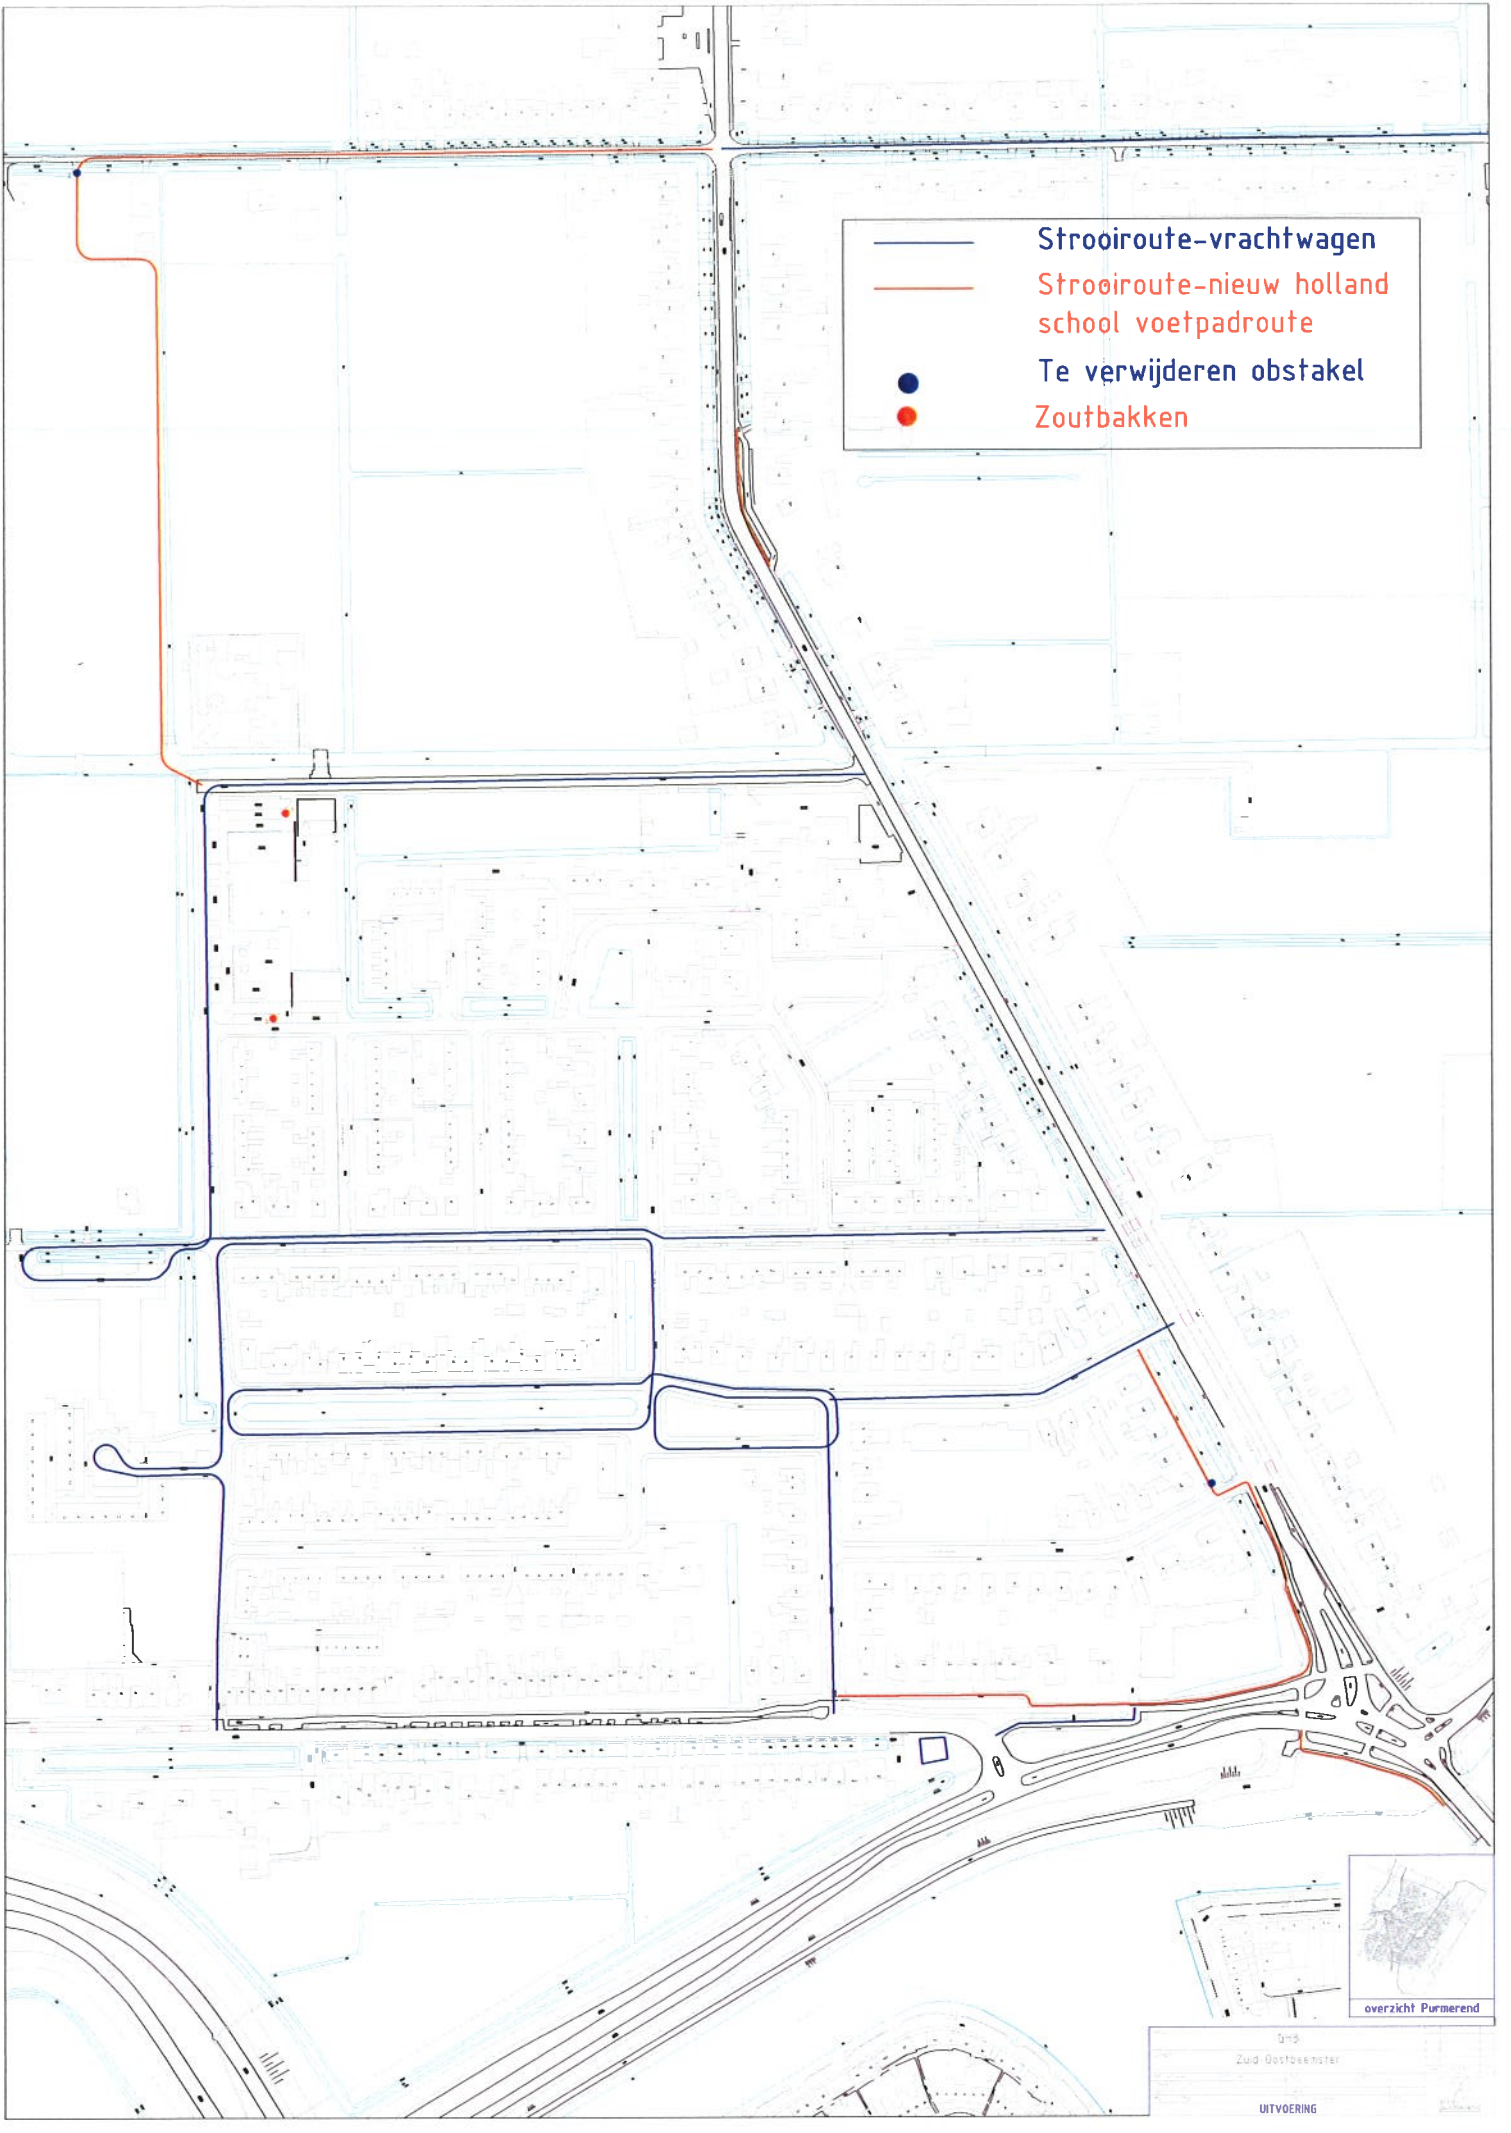 Strooiroute-vrachtwagen
Strooiroute-nieuw holland
school voetpadroute
Te verwijderen obstakel
Zoutbakken
overzicht Purmerend
Zuid Oostbeemster
UITVOERING